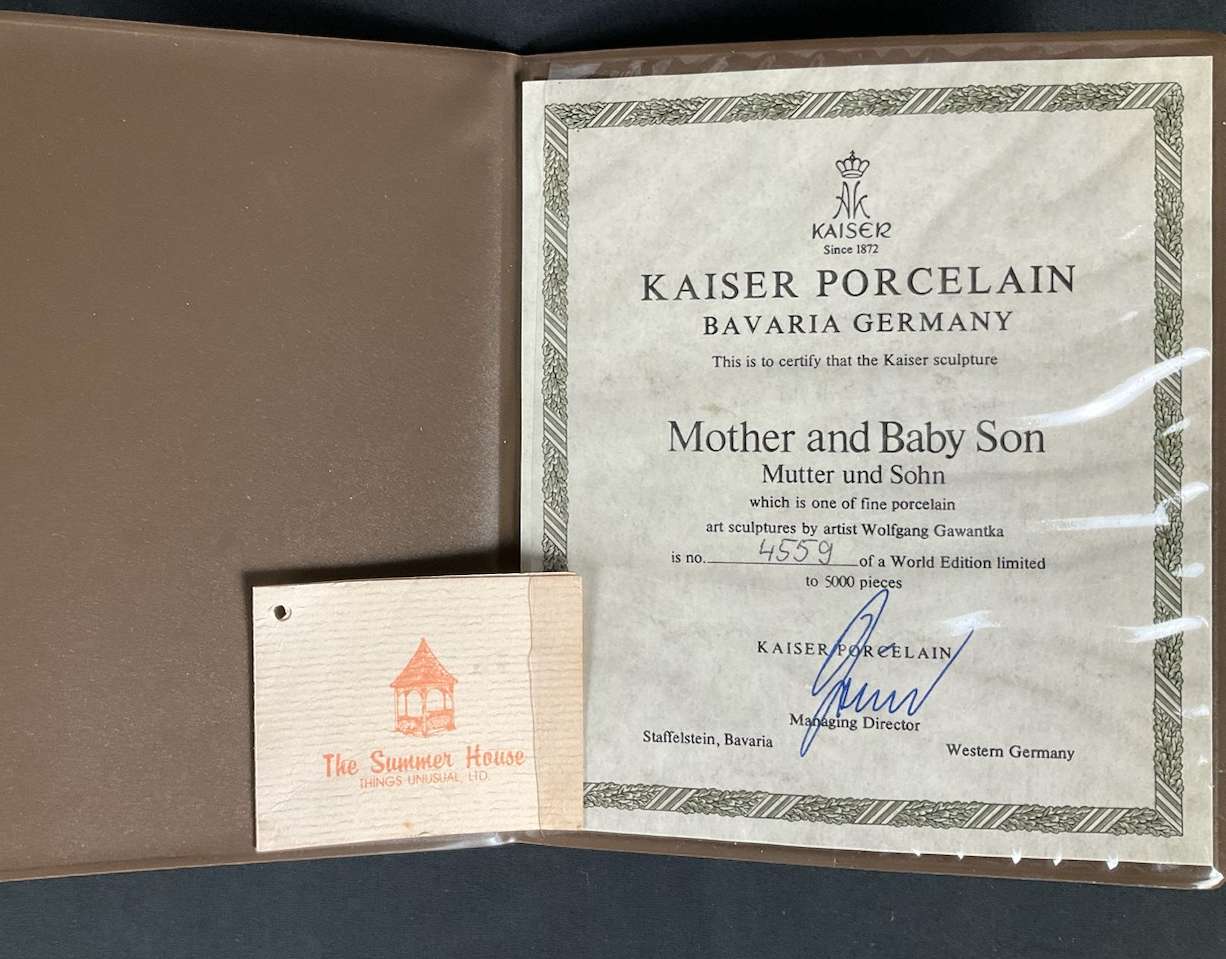 AK
KAISER
Since 1872
KAISER PORCELAIN
BAVARIA GERMANY
This is to certify that the Kaiser sculpture
Mother and Baby Son
Mutter und Sohn
which is one of fine porcelain
art sculptures by artist Wolfgang Gawantka
is no. 4559 of a World Edition limited
to 5000 pieces
KAISER PORCELAIN
Managing Director
Staffelstein, Bavaria
Western Germany
The Summer House
THINGS UNUSUAL, LTD.